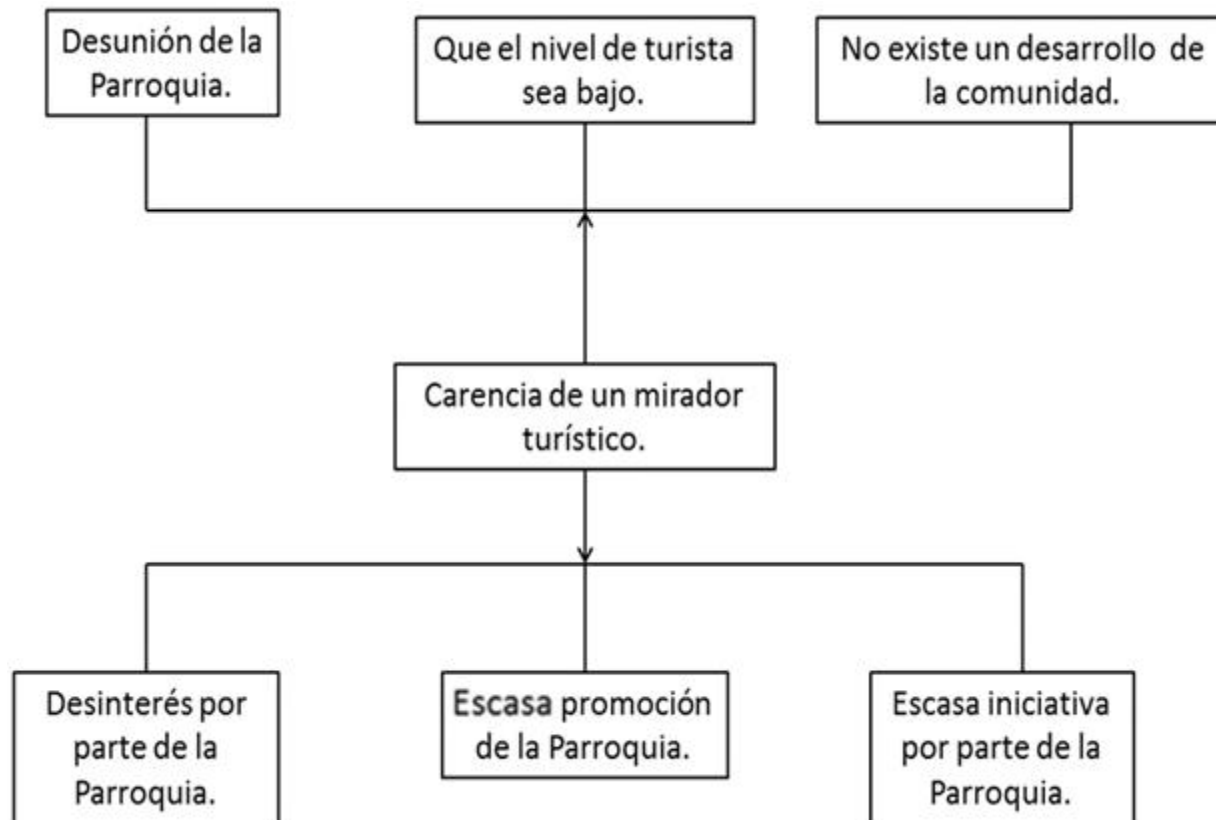 Desunión de la
Parroquia.
Que el nivel de turista
sea bajo.
No existe un desarrollo de
la comunidad.
Carencia de un mirador
turístico.
Desinterés por
parte de la
Parroquia.
Escasa promoción
de la Parroquia.
Escasa iniciativa
por parte de la
Parroquia.